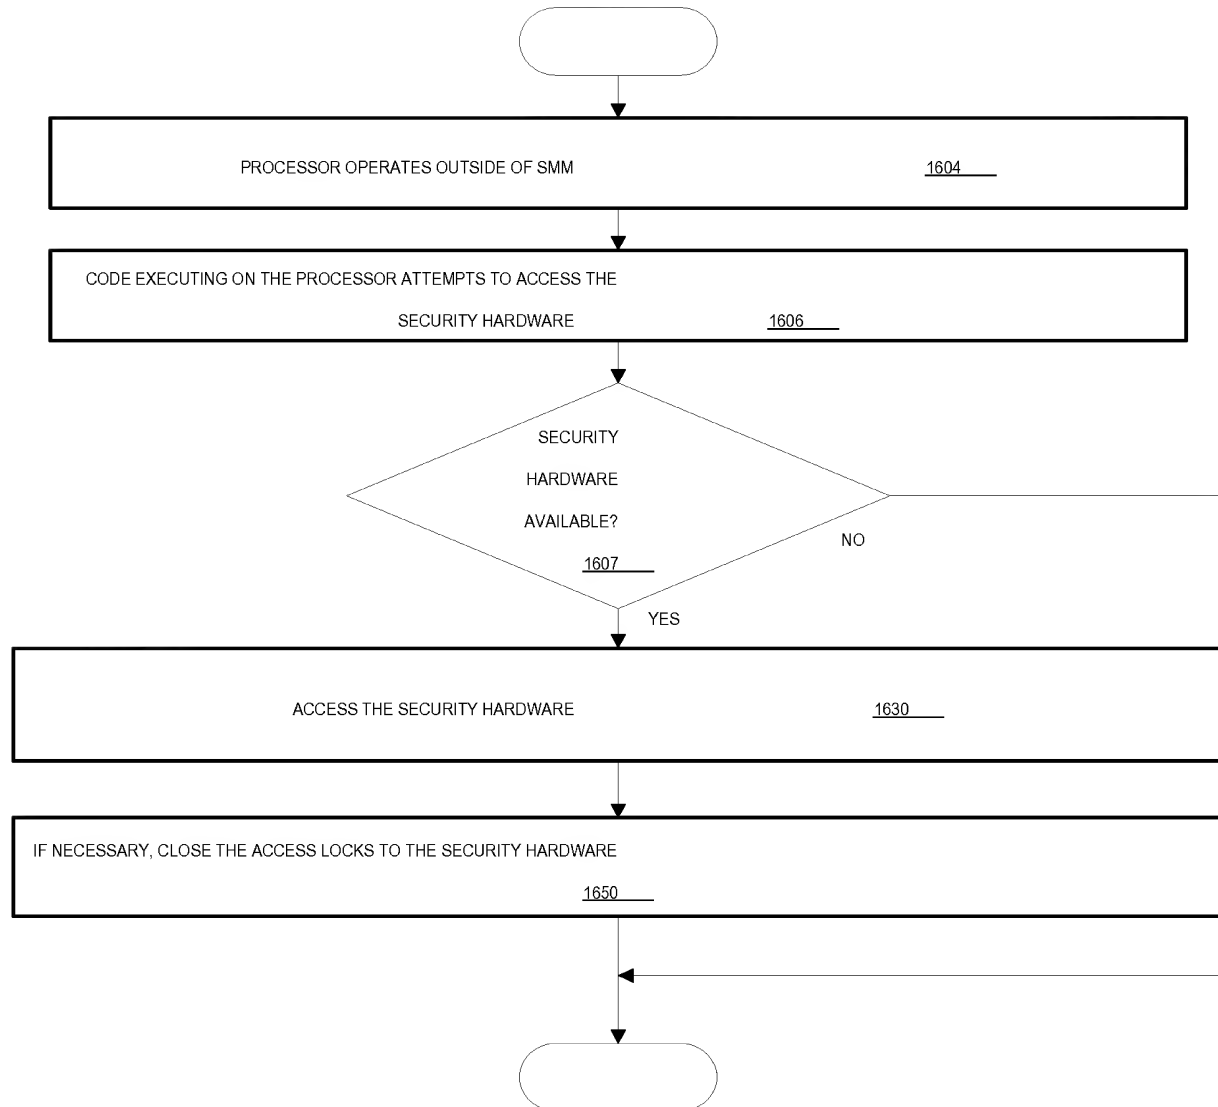 PROCESSOR OPERATES OUTSIDE OF SMM 1604
CODE EXECUTING ON THE PROCESSOR ATTEMPTS TO ACCESS THE
SECURITY HARDWARE 1606
SECURITY
HARDWARE
AVAILABLE?
1607
NO
YES
ACCESS THE SECURITY HARDWARE 1630
IF NECESSARY, CLOSE THE ACCESS LOCKS TO THE SECURITY HARDWARE
1650